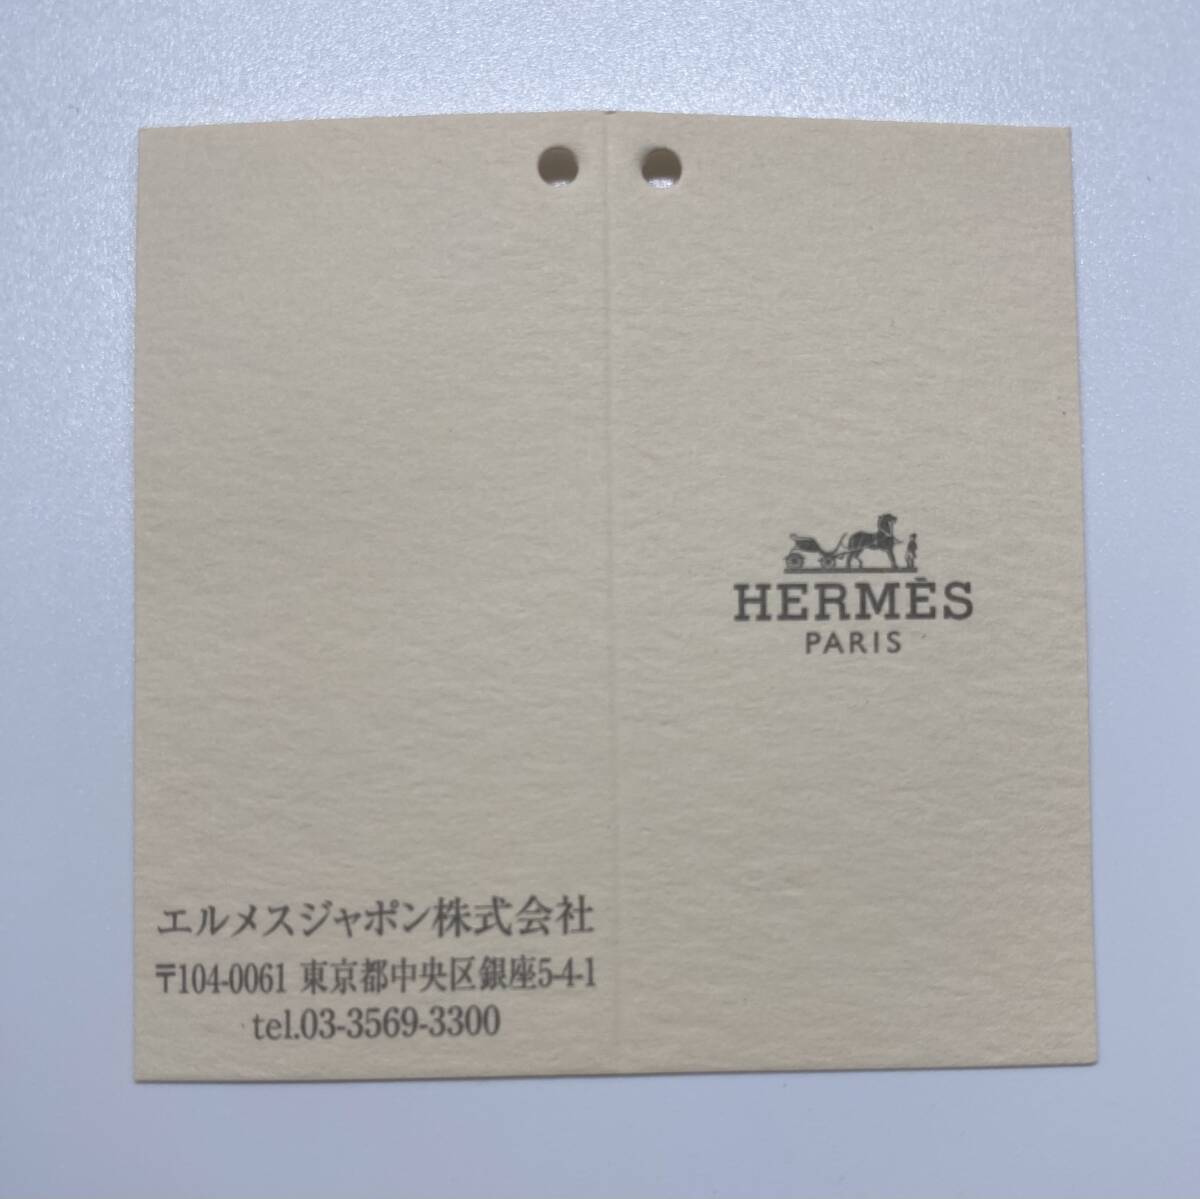 エルメスジャポン株式会社
〒104-0061 東京都中央区銀座5-4-1
tel.03-3569-3300
HERMÈS
PARIS